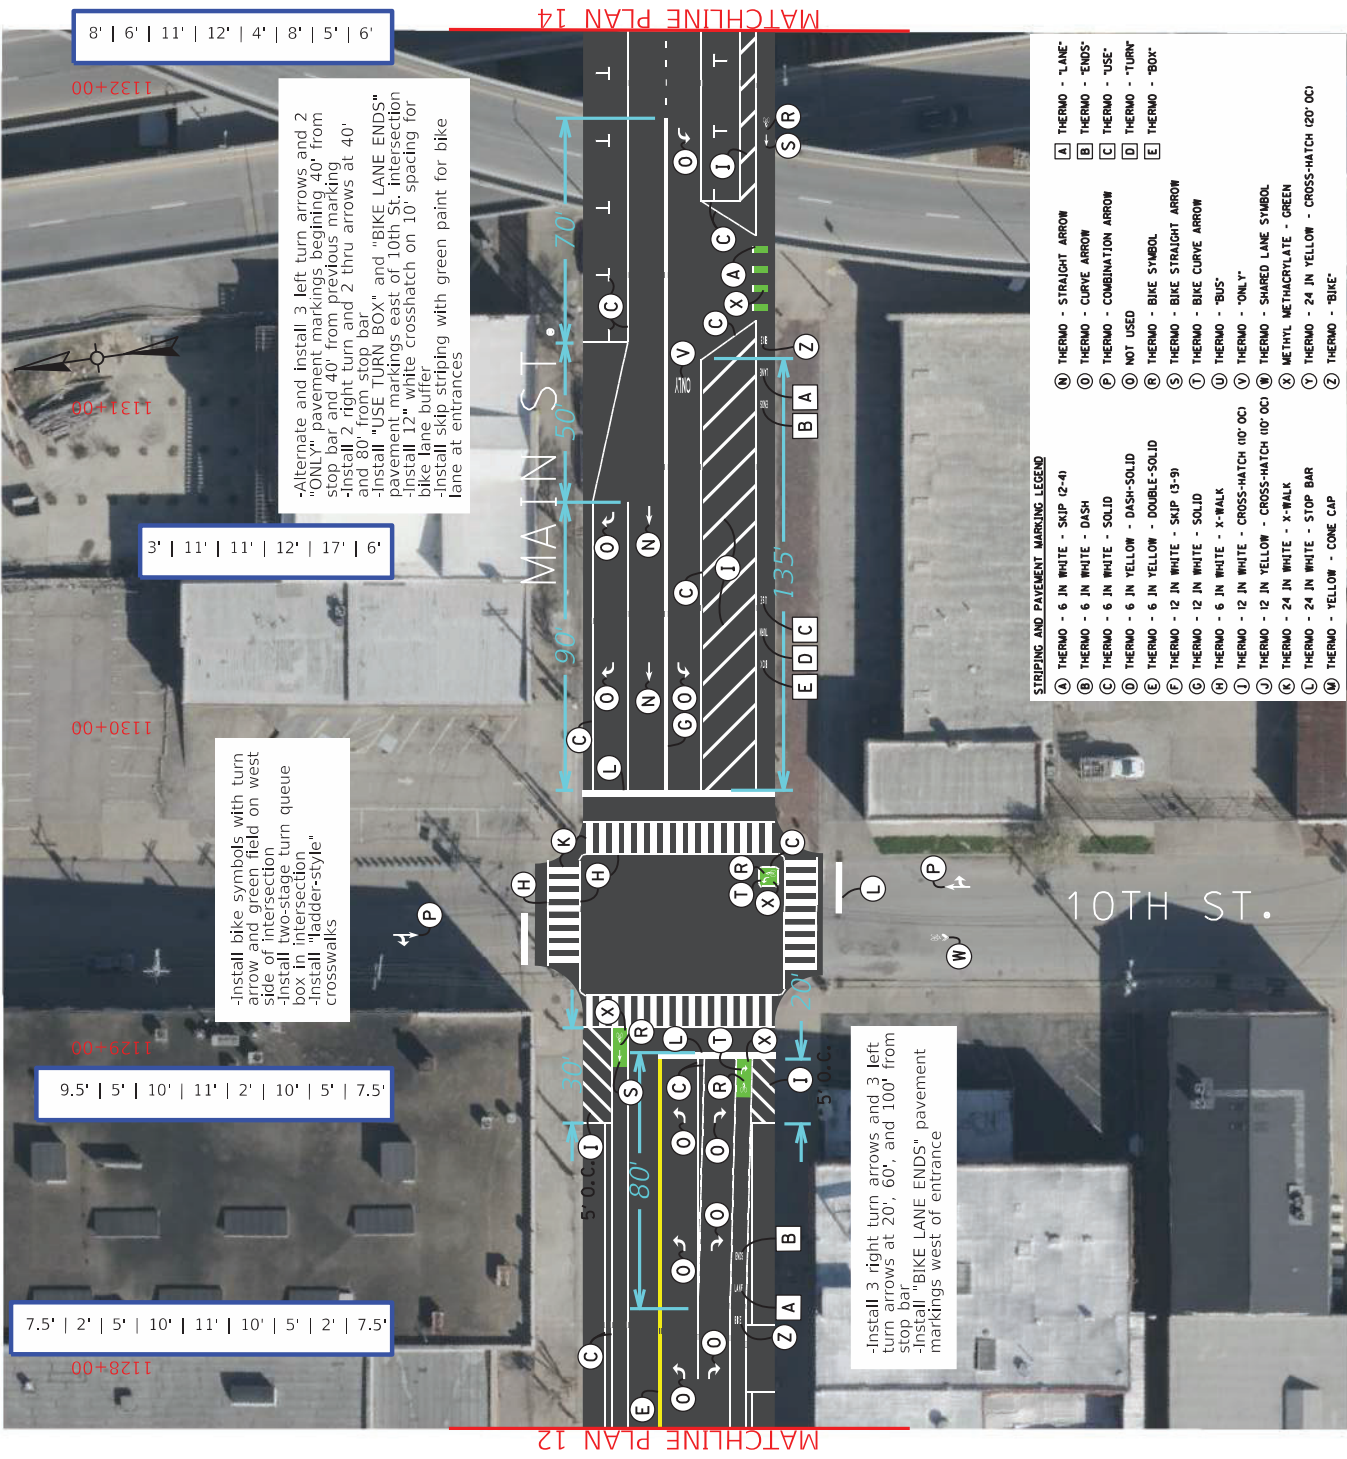 MATCHLINE PLAN 14
8' | 6' | 11' | 12' | 4' | 8' | 5' | 6'
1132+00
-Alternate and install 3 left turn arrows and 2
"ONLY" pavement markings begining 40' from
stop bar and 40' from previous marking
-Install 2 right turn and 2 thru arrows at 40'
and 80' from stop bar
-Install "USE TURN BOX" and "BIKE LANE ENDS"
pavement markings east of 10th St. intersection
-Install 12" white crosshatch on 10' spacing for
bike lane buffer
-Install skip striping with green paint for bike
lane at entrances
1131+00
3' | 11' | 11' | 12' | 17' | 6'
1130+00
MAIN ST.
70'
50'
90'
135'
S R
O
I
C
C
A
X
C
C
V
ONLY
BIKE
LANE
ENDS
Z
B A
O
N
I
C
USE
TURN
BOX
E D C
O
N
G O
C
L
-Install bike symbols with turn
arrow and green field on west
side of intersection
-Install two-stage turn queue
box in intersection
-Install "ladder-style"
crosswalks
K
H
H
C
R
T
X
L
P
P
W
10TH ST.
1129+00
9.5' | 5' | 10' | 11' | 2' | 10' | 5' | 7.5'
30'
20'
X
R
L
T
X
S
C
R
I
5' O.C.
I
5' O.C.
80'
O
O
O
O
ENDS
LANE
BIKE
B
A
Z
C
O
O
E
-Install 3 right turn arrows and 3 left
turn arrows at 20', 60', and 100' from
stop bar
-Install "BIKE LANE ENDS" pavement
markings west of entrance
7.5' | 2' | 5' | 10' | 11' | 10' | 5' | 2' | 7.5'
1128+00
MATCHLINE PLAN 12
STRIPING AND PAVEMENT MARKING LEGEND
A THERMO - 6 IN WHITE - SKIP (2-4)
B THERMO - 6 IN WHITE - DASH
C THERMO - 6 IN WHITE - SOLID
D THERMO - 6 IN YELLOW - DASH-SOLID
E THERMO - 6 IN YELLOW - DOUBLE-SOLID
F THERMO - 12 IN WHITE - SKIP (3-9)
G THERMO - 12 IN WHITE - SOLID
H THERMO - 6 IN WHITE - X-WALK
I THERMO - 12 IN WHITE - CROSS-HATCH (10' OC)
J THERMO - 12 IN YELLOW - CROSS-HATCH (10' OC)
K THERMO - 24 IN WHITE - X-WALK
L THERMO - 24 IN WHITE - STOP BAR
M THERMO - YELLOW - CONE CAP
N THERMO - STRAIGHT ARROW
O THERMO - CURVE ARROW
P THERMO - COMBINATION ARROW
Q NOT USED
R THERMO - BIKE SYMBOL
S THERMO - BIKE STRAIGHT ARROW
T THERMO - BIKE CURVE ARROW
U THERMO - "BUS"
V THERMO - "ONLY"
W THERMO - SHARED LANE SYMBOL
X METHYL METHACRYLATE - GREEN
Y THERMO - 24 IN YELLOW - CROSS-HATCH (20' OC)
Z THERMO - "BIKE"
A THERMO - "LANE"
B THERMO - "ENDS"
C THERMO - "USE"
D THERMO - "TURN"
E THERMO - "BOX"